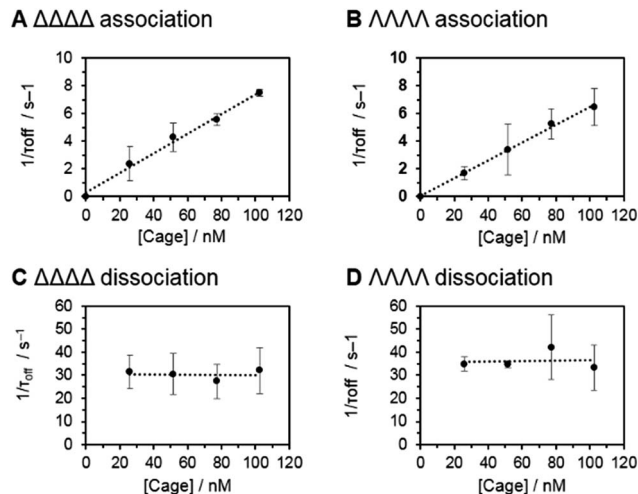 A ΔΔΔΔ association
10
8
6
4
2
0
1/τoff / s–1
0 20 40 60 80 100 120
[Cage] / nM
B ΛΛΛΛ association
10
8
6
4
2
0
1/τoff / s–1
0 20 40 60 80 100 120
[Cage] / nM
C ΔΔΔΔ dissociation
60
50
40
30
20
10
0
1/τoff / s⁻¹
0 20 40 60 80 100 120
[Cage] / nM
D ΛΛΛΛ dissociation
60
50
40
30
20
10
0
1/τoff / s–1
0 20 40 60 80 100 120
[Cage] / nM